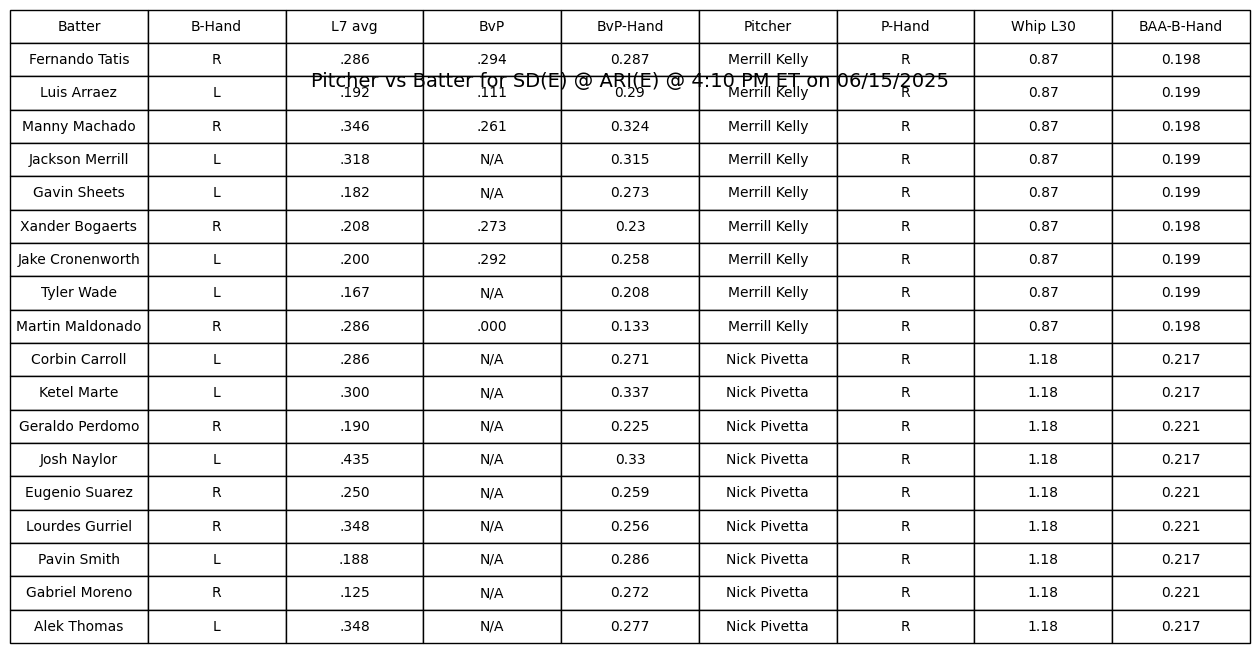 Batter B-Hand L7 avg BvP BvP-Hand Pitcher P-Hand Whip L30 BAA-B-Hand
Fernando Tatis R .286 .294 0.287 Merrill Kelly R 0.87 0.198
Pitcher vs Batter for SD(E) @ ARI(E) @ 4:10 PM ET on 06/15/2025
Luis Arraez L .192 .111 0.29 Merrill Kelly R 0.87 0.199
Manny Machado R .346 .261 0.324 Merrill Kelly R 0.87 0.198
Jackson Merrill L .318 N/A 0.315 Merrill Kelly R 0.87 0.199
Gavin Sheets L .182 N/A 0.273 Merrill Kelly R 0.87 0.199
Xander Bogaerts R .208 .273 0.23 Merrill Kelly R 0.87 0.198
Jake Cronenworth L .200 .292 0.258 Merrill Kelly R 0.87 0.199
Tyler Wade L .167 N/A 0.208 Merrill Kelly R 0.87 0.199
Martin Maldonado R .286 .000 0.133 Merrill Kelly R 0.87 0.198
Corbin Carroll L .286 N/A 0.271 Nick Pivetta R 1.18 0.217
Ketel Marte L .300 N/A 0.337 Nick Pivetta R 1.18 0.217
Geraldo Perdomo R .190 N/A 0.225 Nick Pivetta R 1.18 0.221
Josh Naylor L .435 N/A 0.33 Nick Pivetta R 1.18 0.217
Eugenio Suarez R .250 N/A 0.259 Nick Pivetta R 1.18 0.221
Lourdes Gurriel R .348 N/A 0.256 Nick Pivetta R 1.18 0.221
Pavin Smith L .188 N/A 0.286 Nick Pivetta R 1.18 0.217
Gabriel Moreno R .125 N/A 0.272 Nick Pivetta R 1.18 0.221
Alek Thomas L .348 N/A 0.277 Nick Pivetta R 1.18 0.217